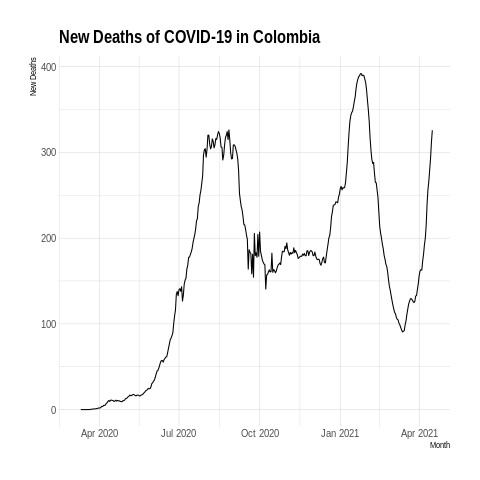 New Deaths of COVID-19 in Colombia
New Deaths
400
300
200
100
0
Apr 2020 Jul 2020 Oct 2020 Jan 2021 Apr 2021
Month